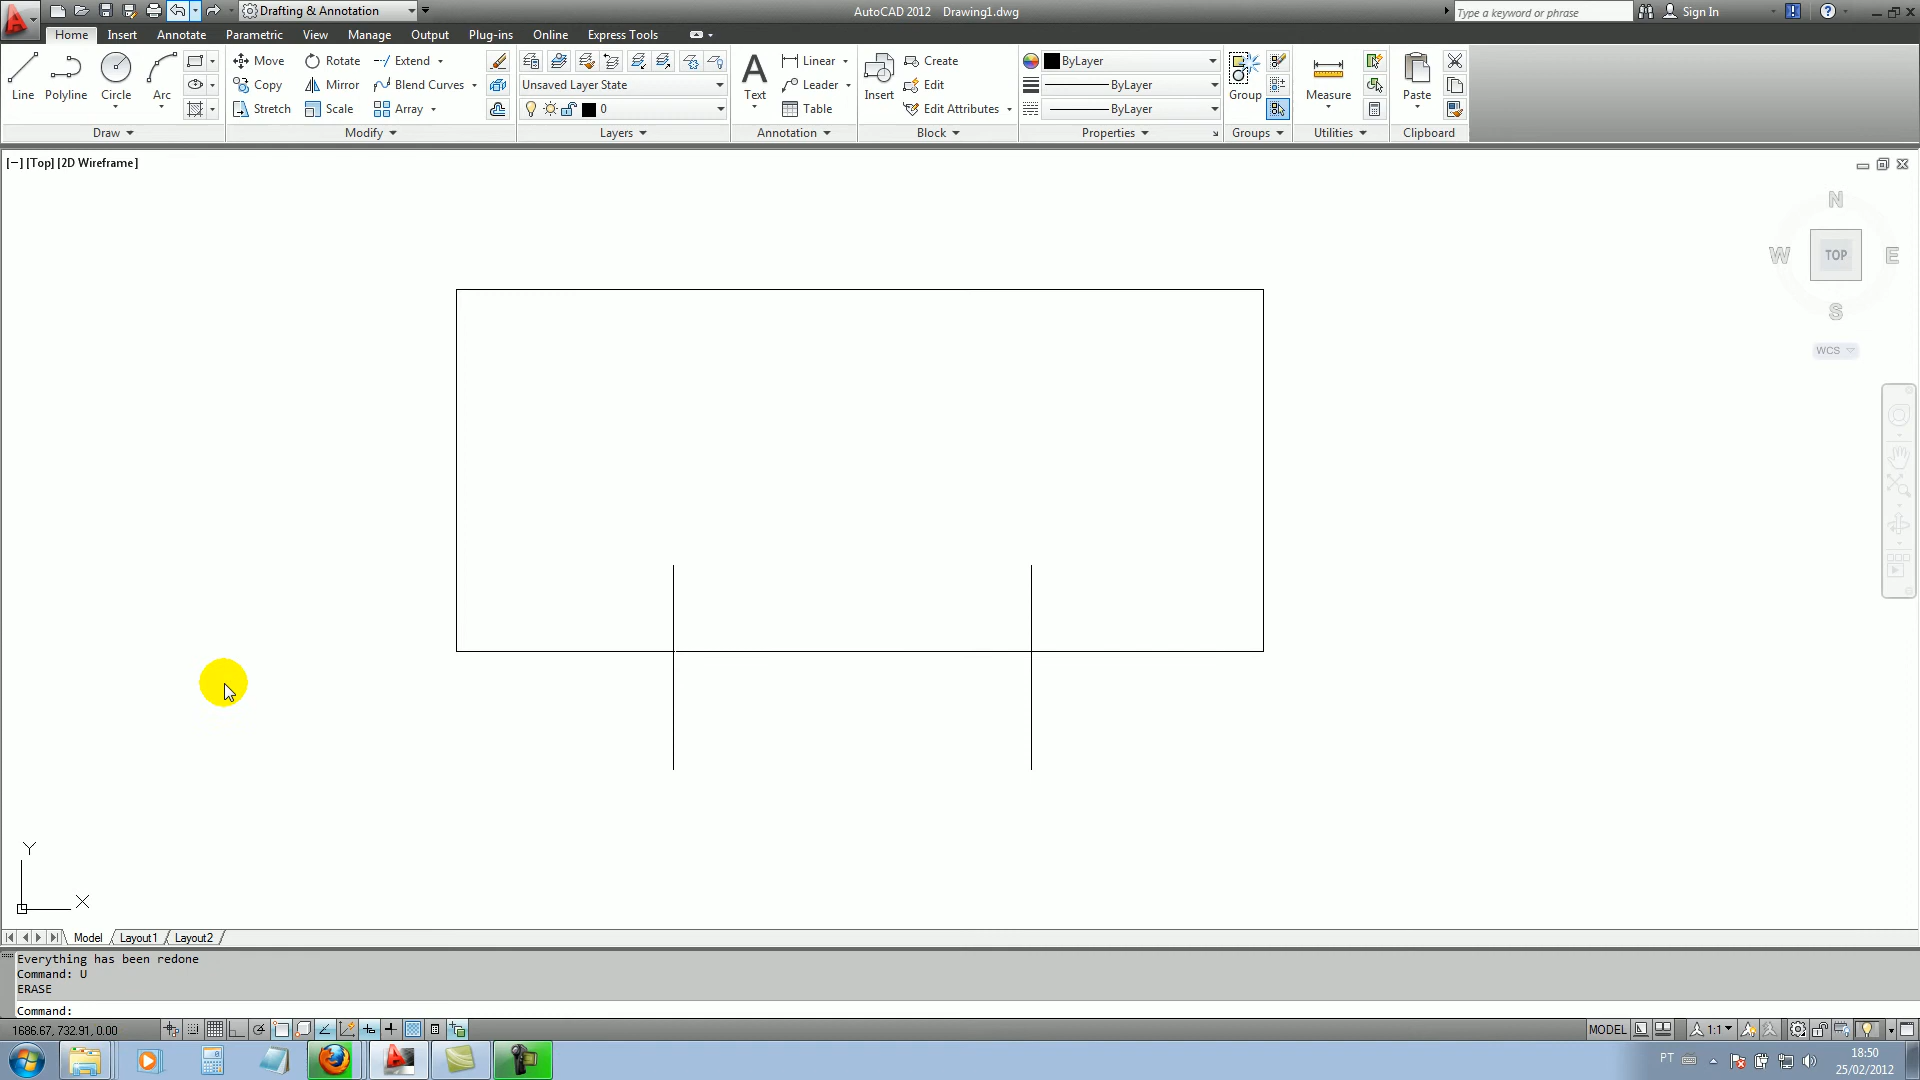 Drafting & Annotation
AutoCAD 2012 Drawing1.dwg
Type a keyword or phrase
Sign In
Home Insert Annotate Parametric View Manage Output Plug-ins Online Express Tools
Line Polyline Circle Arc
Move Rotate Extend
Copy Mirror Blend Curves
Stretch Scale Array
Unsaved Layer State
0
Text
Linear
Leader
Table
Insert
Create
Edit
Edit Attributes
ByLayer
ByLayer
ByLayer
Group
Measure
Paste
Draw Modify Layers Annotation Block Properties Groups Utilities Clipboard
[−] [Top] [2D Wireframe]
N
W TOP E
S
WCS
Y
X
Model Layout1 Layout2
Everything has been redone
Command: U
ERASE
Command:
1686.67, 732.91, 0.00
MODEL
1:1
PT
18:50
25/02/2012